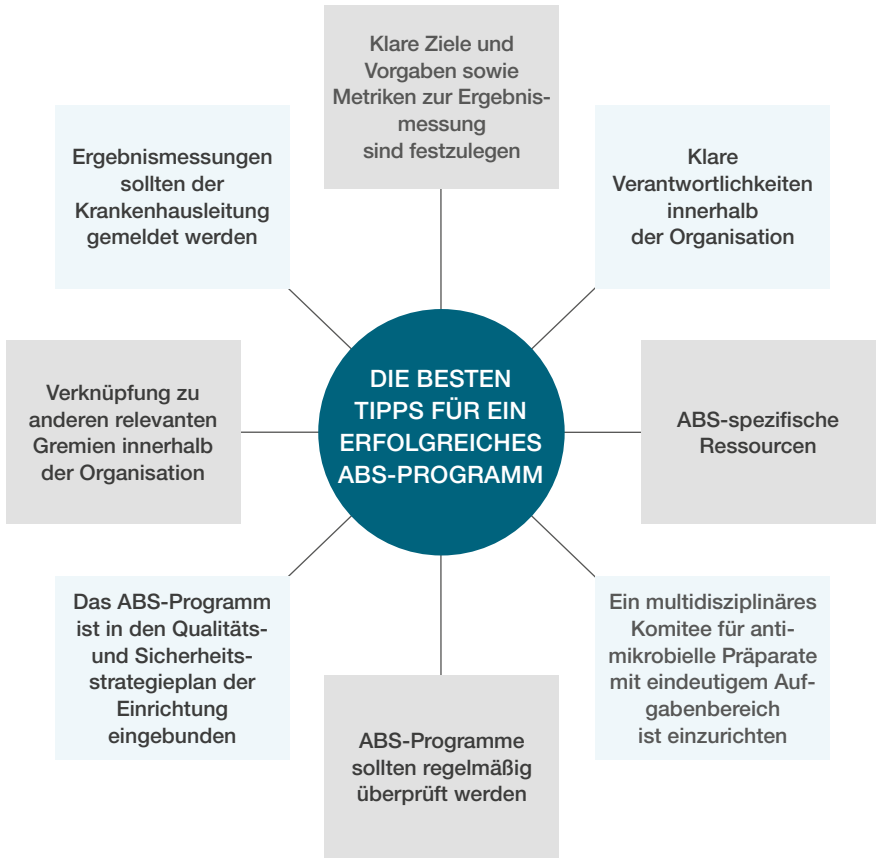 Klare Ziele und
Vorgaben sowie
Metriken zur Ergebnis-
messung
sind festzulegen
Ergebnismessungen
sollten der
Krankenhausleitung
gemeldet werden
Klare
Verantwortlichkeiten
innerhalb
der Organisation
DIE BESTEN
TIPPS FÜR EIN
ERFOLGREICHES
ABS-PROGRAMM
Verknüpfung zu
anderen relevanten
Gremien innerhalb
der Organisation
ABS-spezifische
Ressourcen
Das ABS-Programm
ist in den Qualitäts-
und Sicherheits-
strategieplan der
Einrichtung
eingebunden
Ein multidisziplinäres
Komitee für anti-
mikrobielle Präparate
mit eindeutigem Auf-
gabenbereich
ist einzurichten
ABS-Programme
sollten regelmäßig
überprüft werden